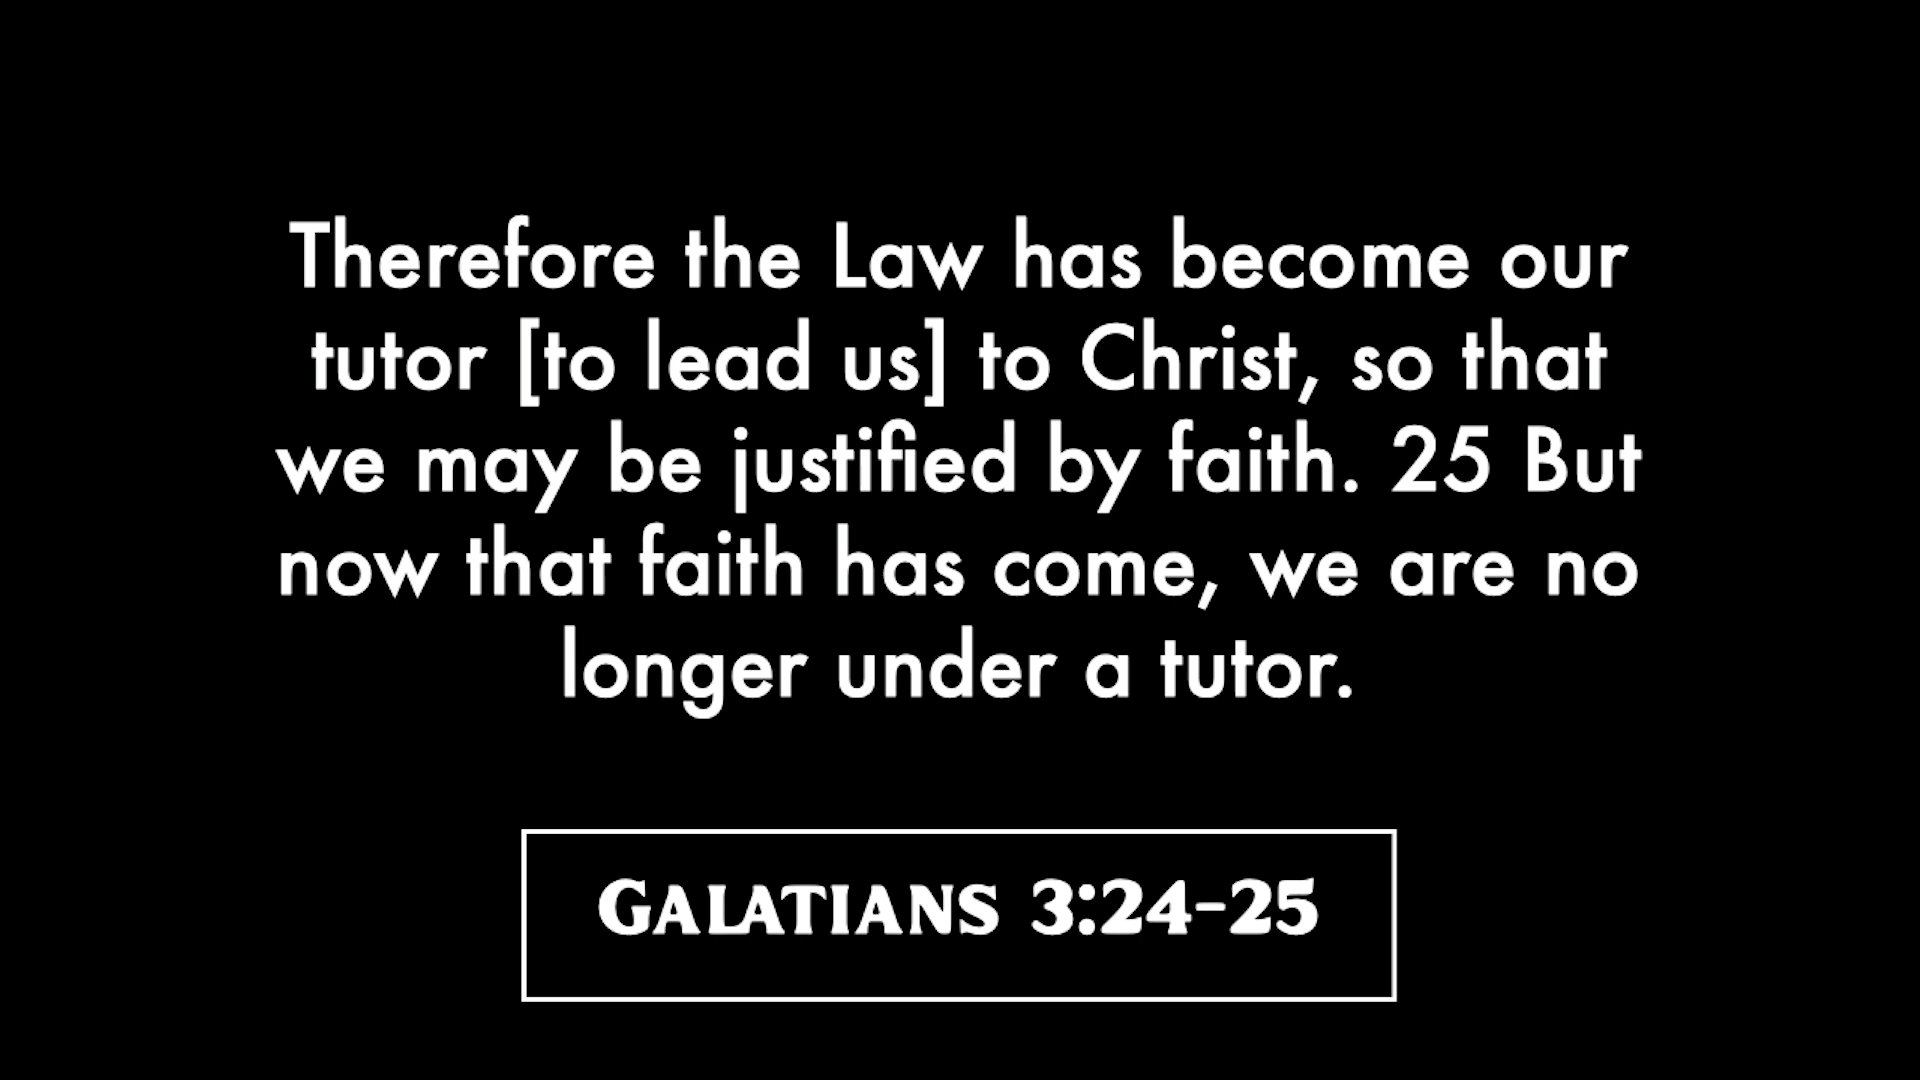 Therefore the Law has become our
tutor [to lead us] to Christ, so that
we may be justified by faith. 25 But
now that faith has come, we are no
longer under a tutor.
Galatians 3:24-25